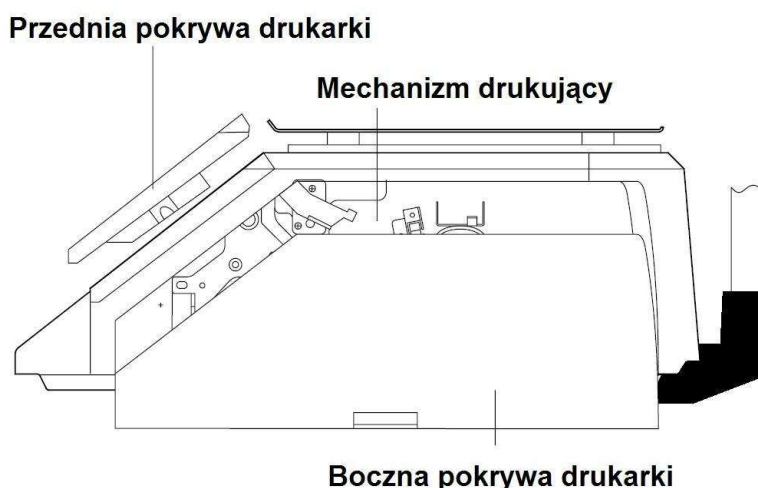 Przednia pokrywa drukarki
Mechanizm drukujący
Boczna pokrywa drukarki